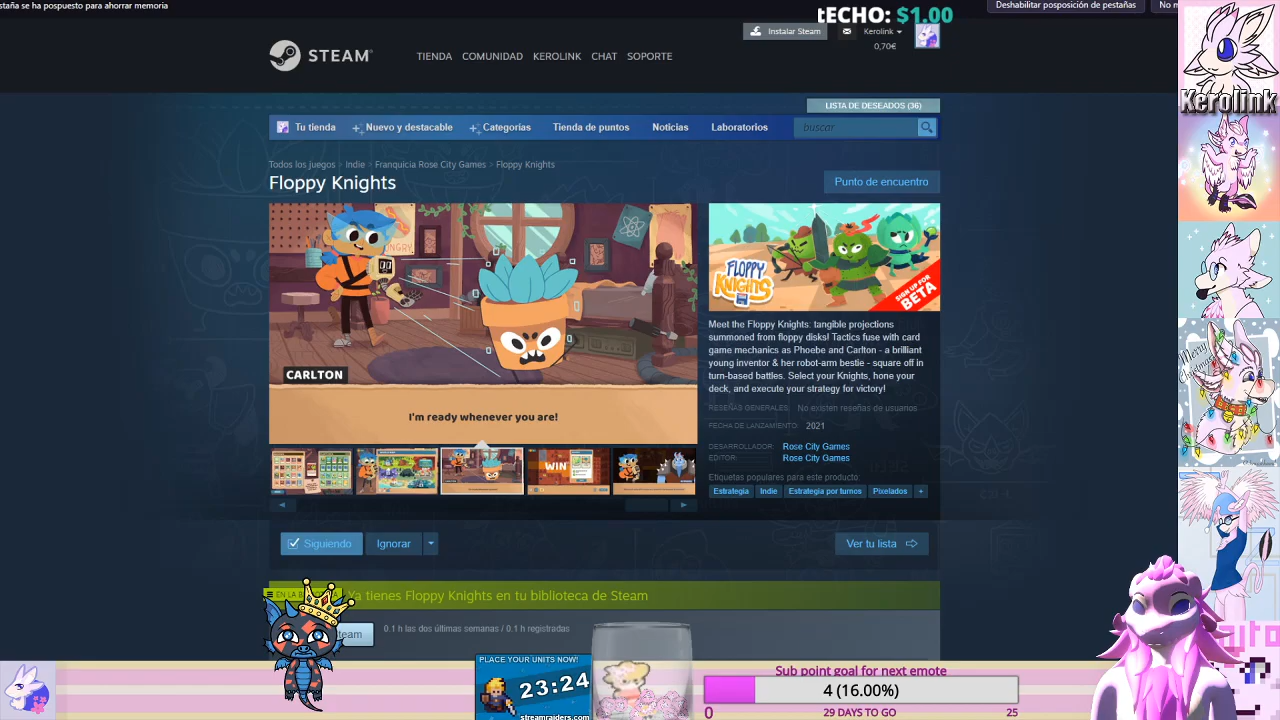 staña se ha pospuesto para ahorrar memoria
Deshabilitar posposición de pestañas
No m
tECHO: $1.00
STEAM®
TIENDA COMUNIDAD KEROLINK CHAT SOPORTE
Instalar Steam
Kerolink
0,70€
LISTA DE DESEADOS (36)
Tu tienda Nuevo y destacable Categorías Tienda de puntos Noticias Laboratorios
buscar
Todos los juegos > Indie > Franquicia Rose City Games > Floppy Knights
Floppy Knights
Punto de encuentro
CARLTON
I'm ready whenever you are!
WIN
FLOPPY
KNIGHTS
SIGN UP FOR
BETA
Meet the Floppy Knights: tangible projections
summoned from floppy disks! Tactics fuse with card
game mechanics as Phoebe and Carlton - a brilliant
young inventor & her robot-arm bestie - square off in
turn-based battles. Select your Knights, hone your
deck, and execute your strategy for victory!
RESEÑAS GENERALES: No existen reseñas de usuarios
FECHA DE LANZAMIENTO: 2021
DESARROLLADOR: Rose City Games
EDITOR: Rose City Games
Etiquetas populares para este producto:
Estrategia Indie Estrategia por turnos Pixelados +
Siguiendo
Ignorar
Ver tu lista
EN LA B
Ya tienes Floppy Knights en tu biblioteca de Steam
team
0.1 h las dos últimas semanas / 0.1 h registradas
PLACE YOUR UNITS NOW!
23:24
streamraiders.com
Sub point goal for next emote
4 (16.00%)
0
29 DAYS TO GO
25
Kerolink